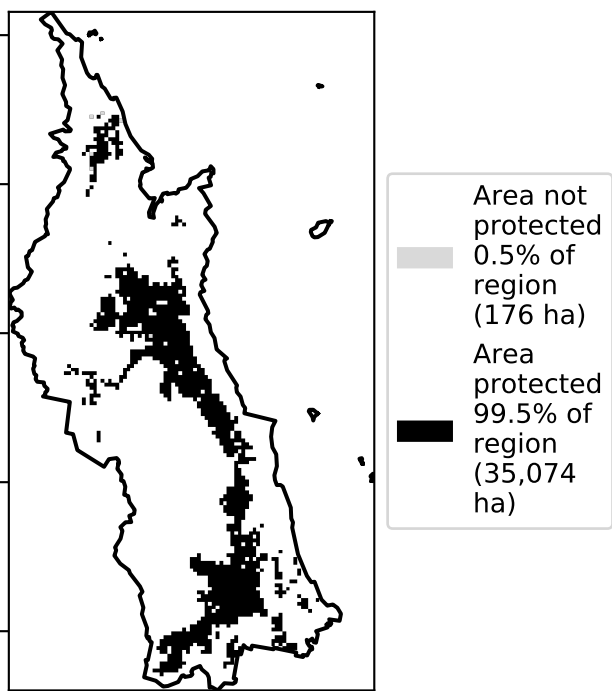 Area not
protected
0.5% of
region
(176 ha)
Area
protected
99.5% of
region
(35,074
ha)